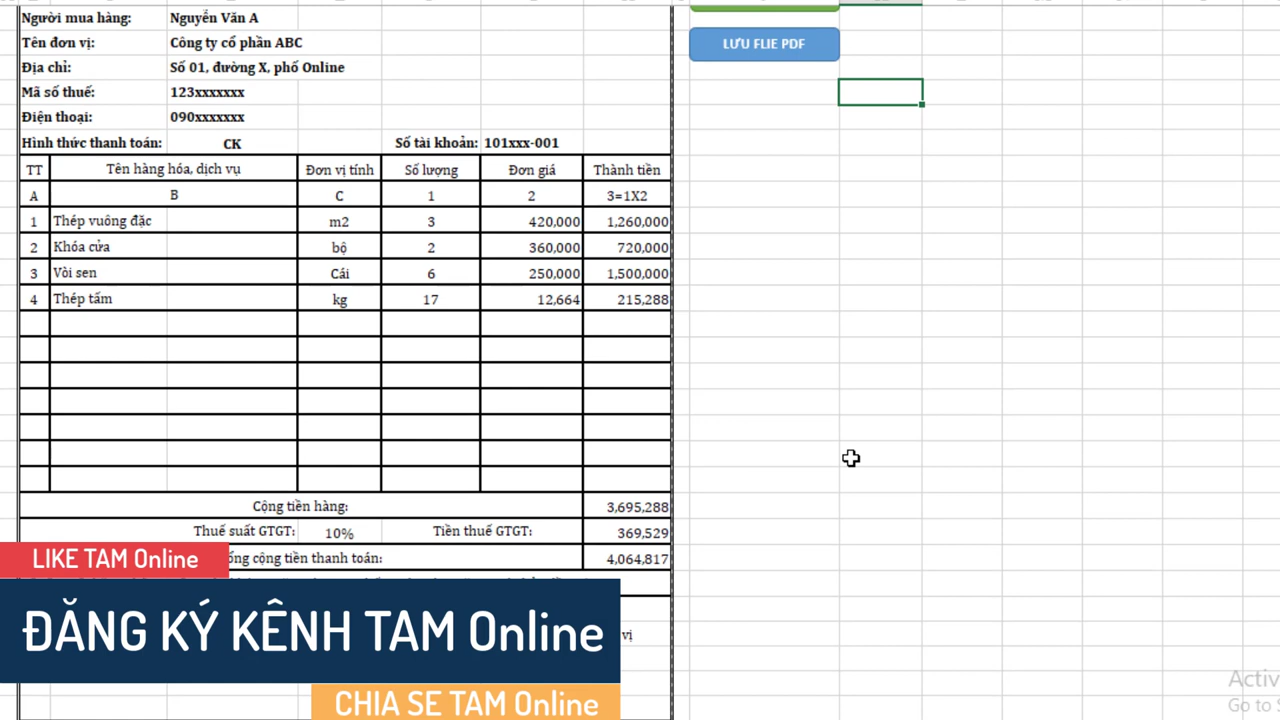 Người mua hàng: Nguyễn Văn A
LƯU FLIE PDF
Tên đơn vị: Công ty cổ phần ABC
Địa chỉ: Số 01, đường X, phố Online
Mã số thuế: 123xxxxxxx
Điện thoại: 090xxxxxxx
Hình thức thanh toán: CK Số tài khoản: 101xxx-001
TT Tên hàng hóa, dịch vụ Đơn vị tính Số lượng Đơn giá Thành tiền
A B C 1 2 3=1X2
1 Thép vuông đặc m2 3 420,000 1,260,000
2 Khóa cửa bộ 2 360,000 720,000
3 Vòi sen Cái 6 250,000 1,500,000
4 Thép tấm kg 17 12,664 215,288
Cộng tiền hàng: 3,695,288
Thuế suất GTGT: 10% Tiền thuế GTGT: 369,529
cộng tiền thanh toán: 4,064,817
LIKE TAM Online
ĐĂNG KÝ KÊNH TAM Online
vị
CHIA SE TAM Online
Activ
Go to S